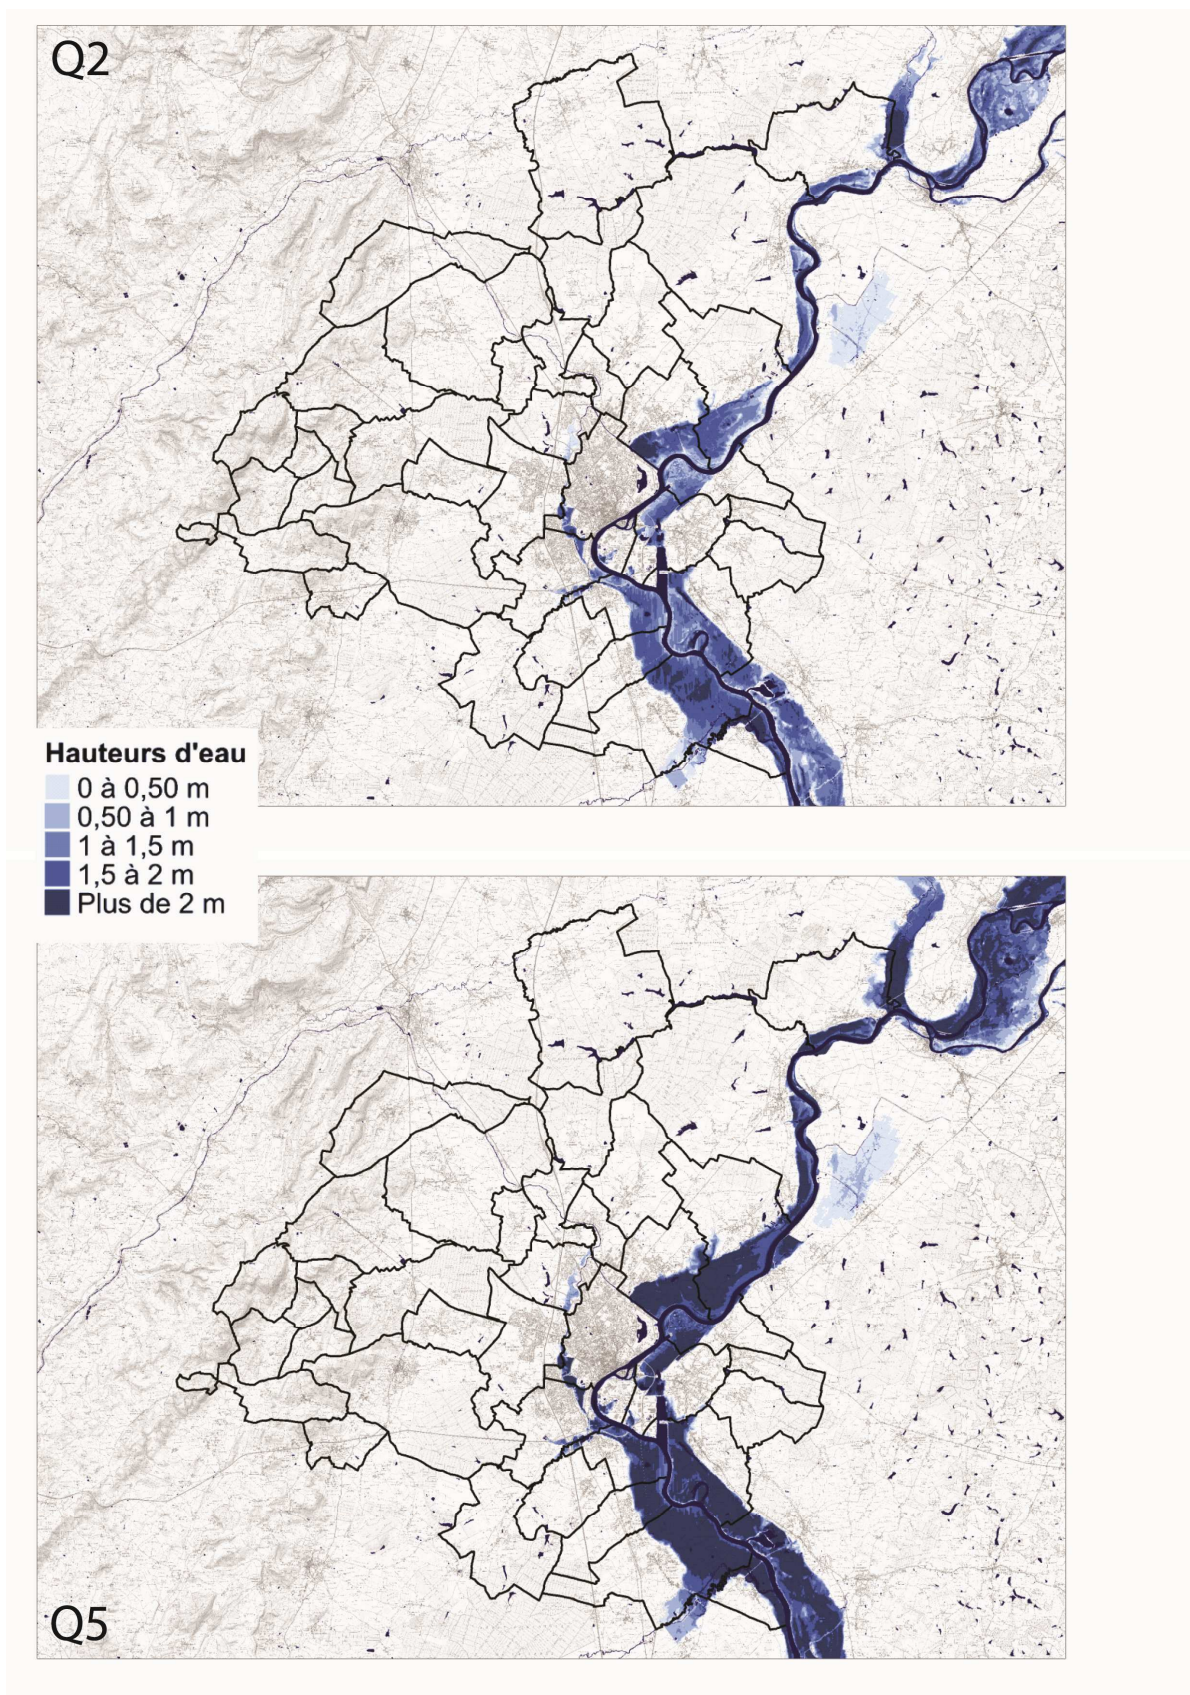 Q2
Hauteurs d'eau
0 à 0,50 m
0,50 à 1 m
1 à 1,5 m
1,5 à 2 m
Plus de 2 m
Q5